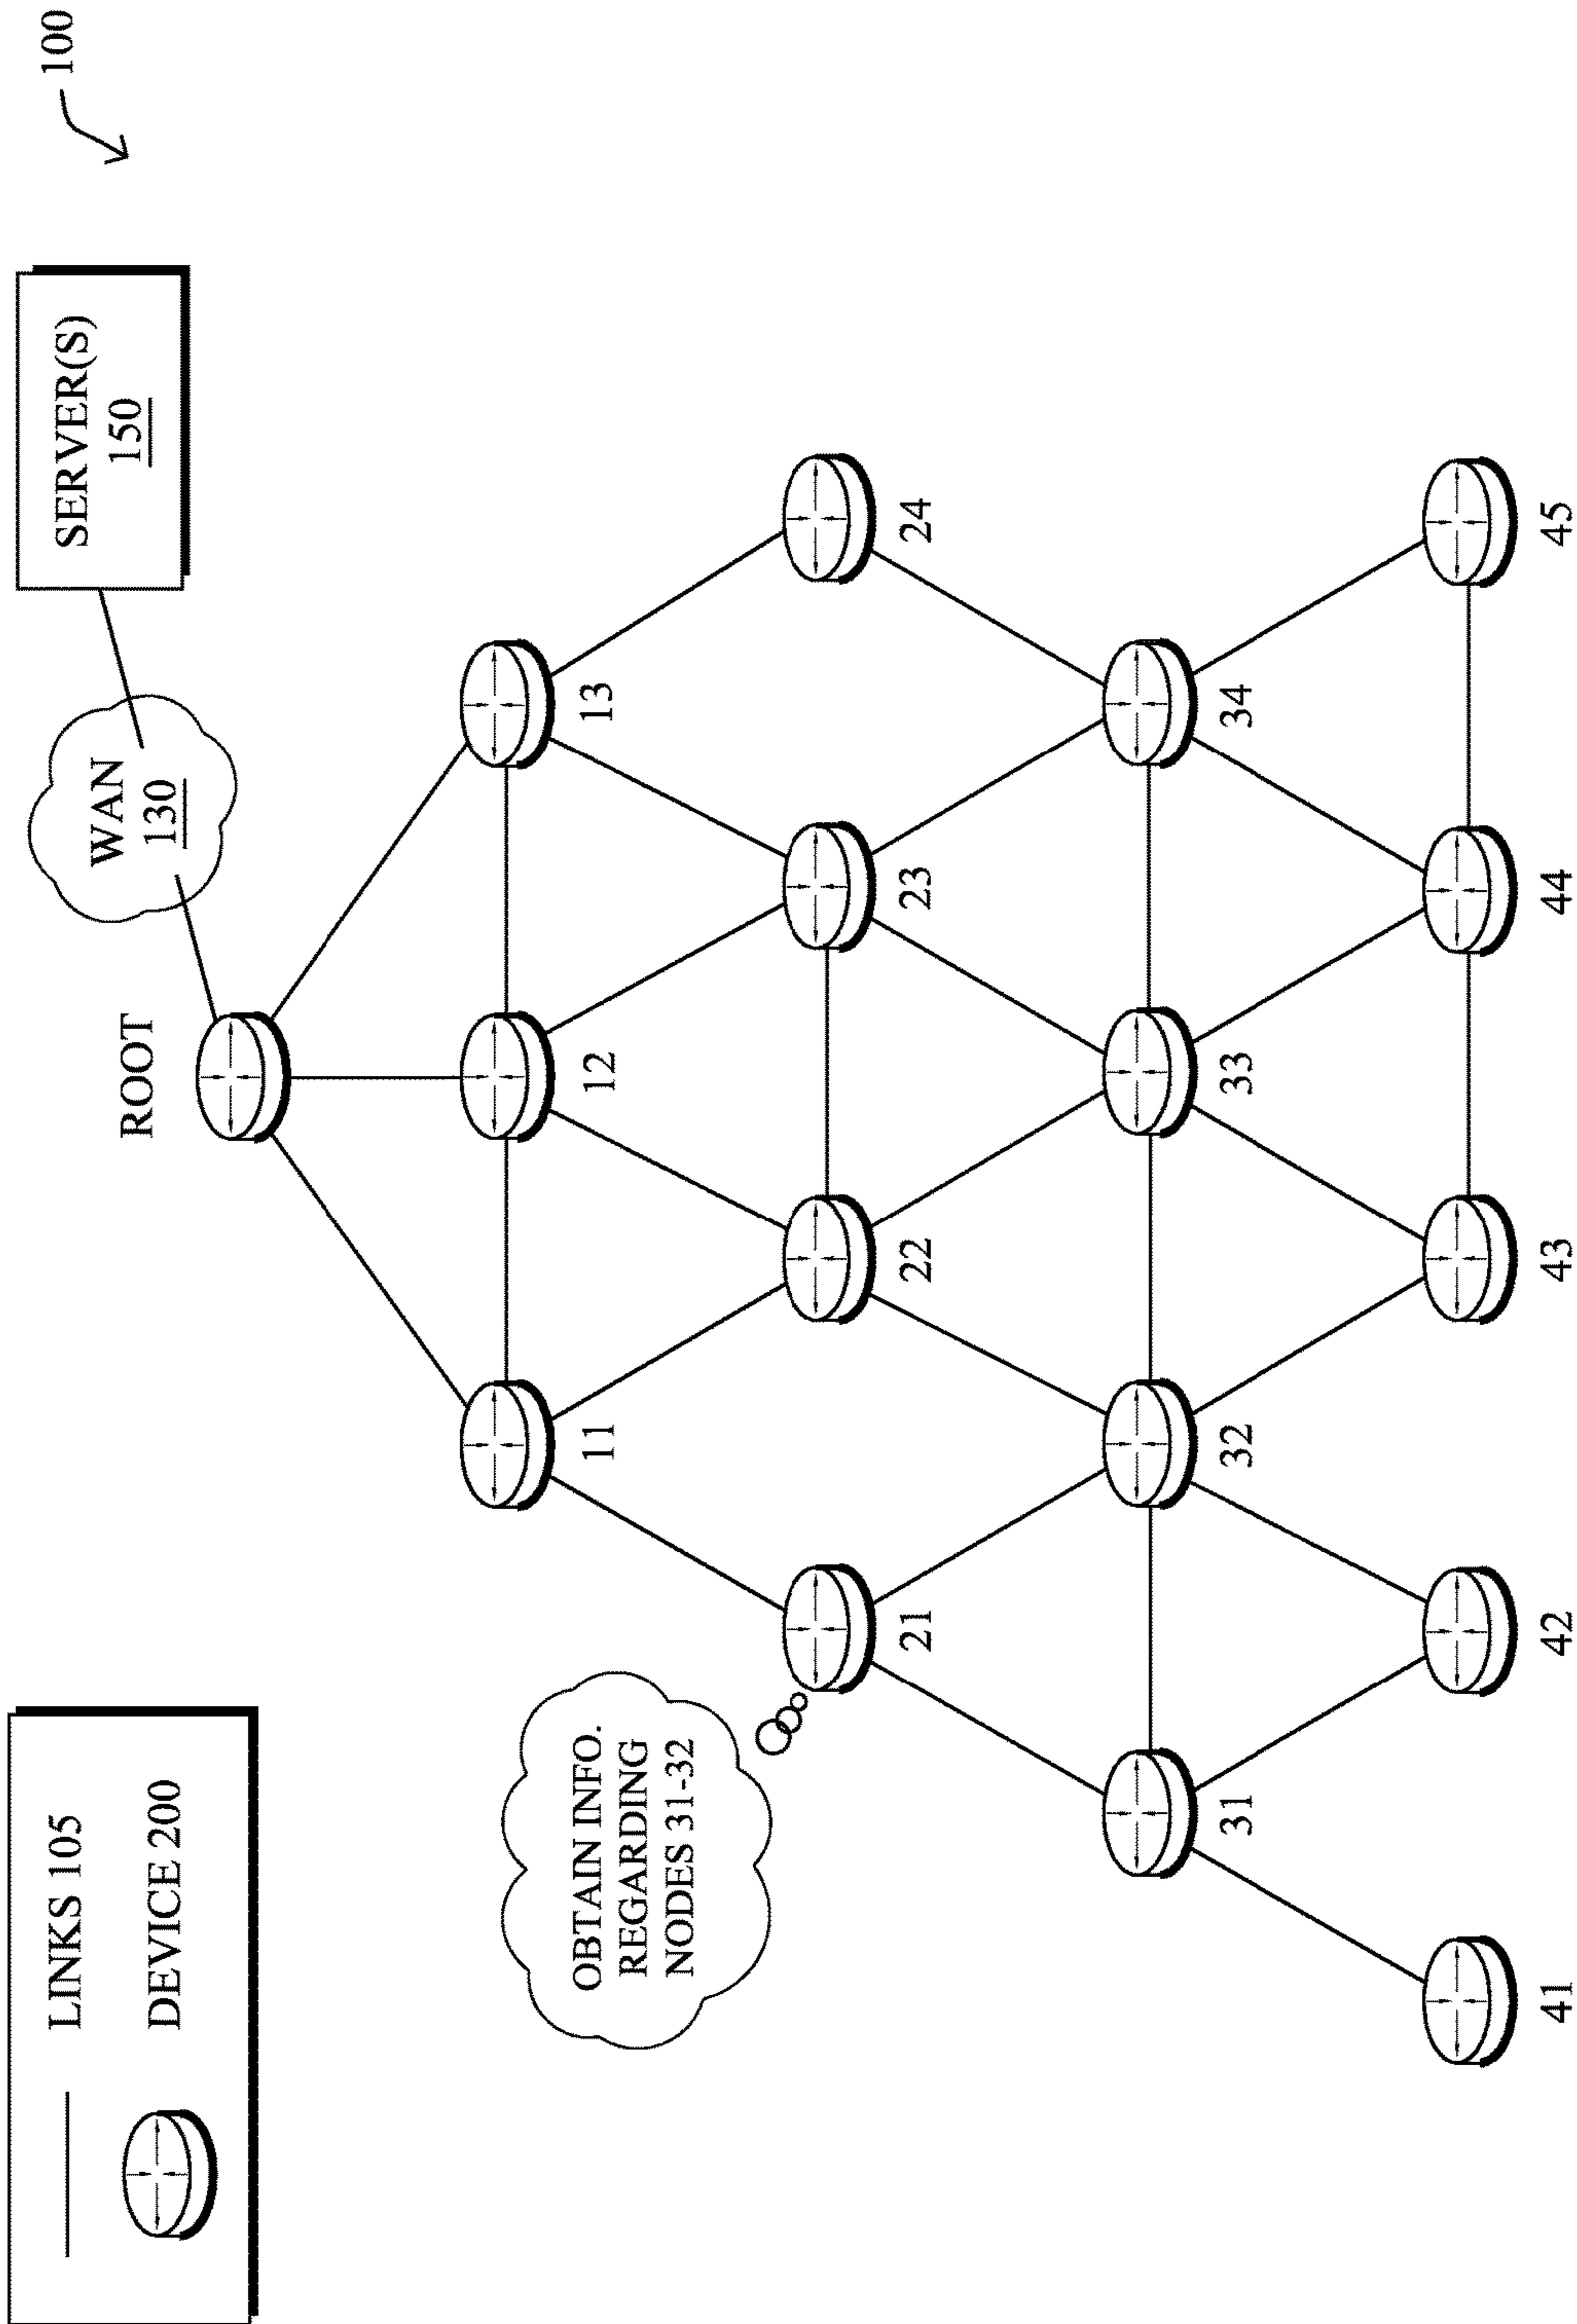 100
SERVER(S)
150
WAN
130
ROOT
LINKS 105
DEVICE 200
11
12
13
OBTAIN INFO.
REGARDING
NODES 31-32
21
22
23
24
31
32
33
34
41
42
43
44
45